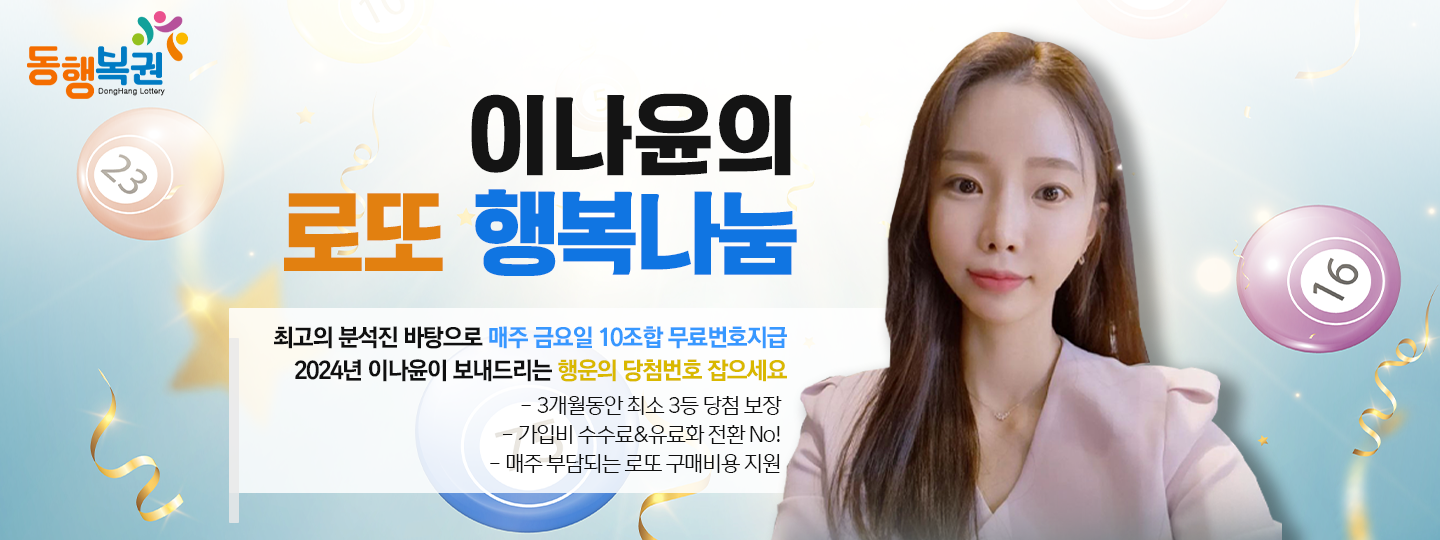 동행복권
DongHang Lottery
10
23
이나윤의
로또 행복나눔
16
최고의 분석진 바탕으로 매주 금요일 10조합 무료번호지급
2024년 이나윤이 보내드리는 행운의 당첨번호 잡으세요
- 3개월동안 최소 3등 당첨 보장
- 가입비 수수료&유료화 전환 No!
- 매주 부담되는 로또 구매비용 지원